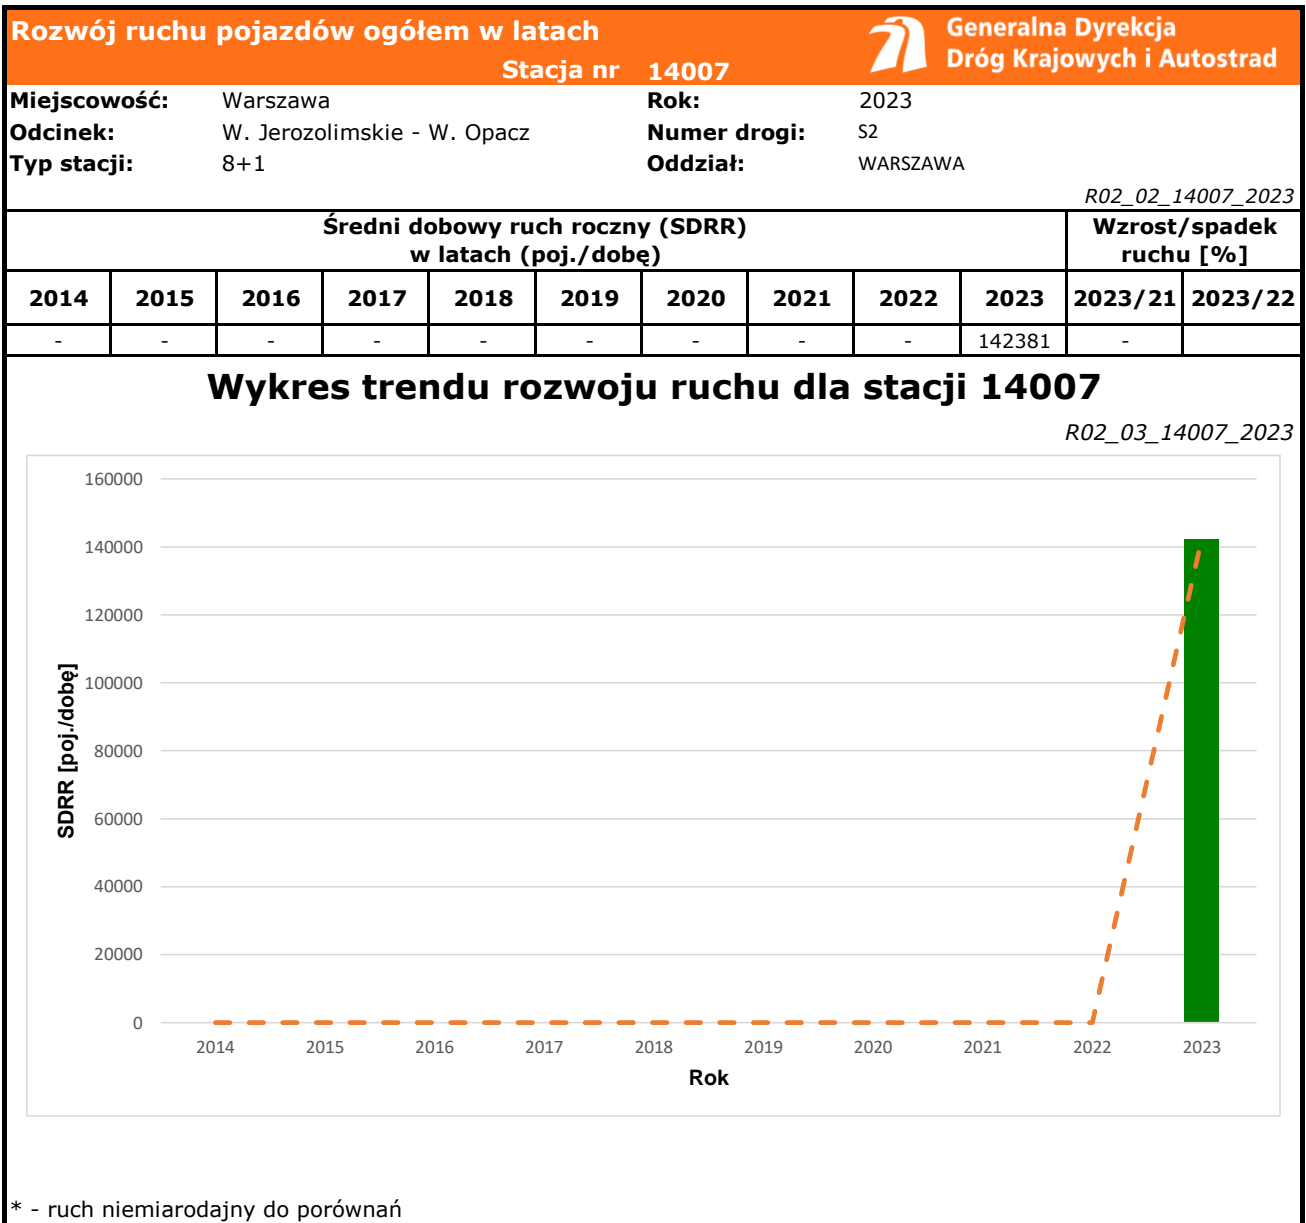 Rozwój ruchu pojazdów ogółem w latach
Stacja nr 14007
Generalna Dyrekcja
Dróg Krajowych i Autostrad
Miejscowość: Warszawa Rok: 2023
Odcinek: W. Jerozolimskie - W. Opacz Numer drogi: S2
Typ stacji: 8+1 Oddział: WARSZAWA
R02_02_14007_2023
Średni dobowy ruch roczny (SDRR)
w latach (poj./dobę)
Wzrost/spadek
ruchu [%]
2014 2015 2016 2017 2018 2019 2020 2021 2022 2023 2023/21 2023/22
- - - - - - - - - 142381 -
Wykres trendu rozwoju ruchu dla stacji 14007
R02_03_14007_2023
160000
140000
120000
100000
80000
60000
40000
20000
0
SDRR [poj./dobę]
2014 2015 2016 2017 2018 2019 2020 2021 2022 2023
Rok
* - ruch niemiarodajny do porównań